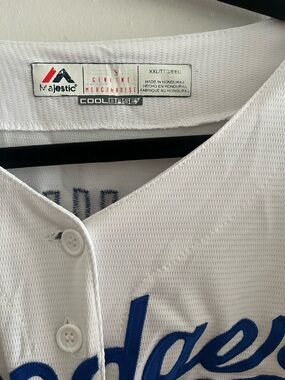 Majestic
GENUINE
MERCHANDISE
XXL/TTG/EEG
MADE IN HONDURAS
HECHO EN HONDURAS
FABRIQUÉ AU HONDURAS
COOLBASE
odgers